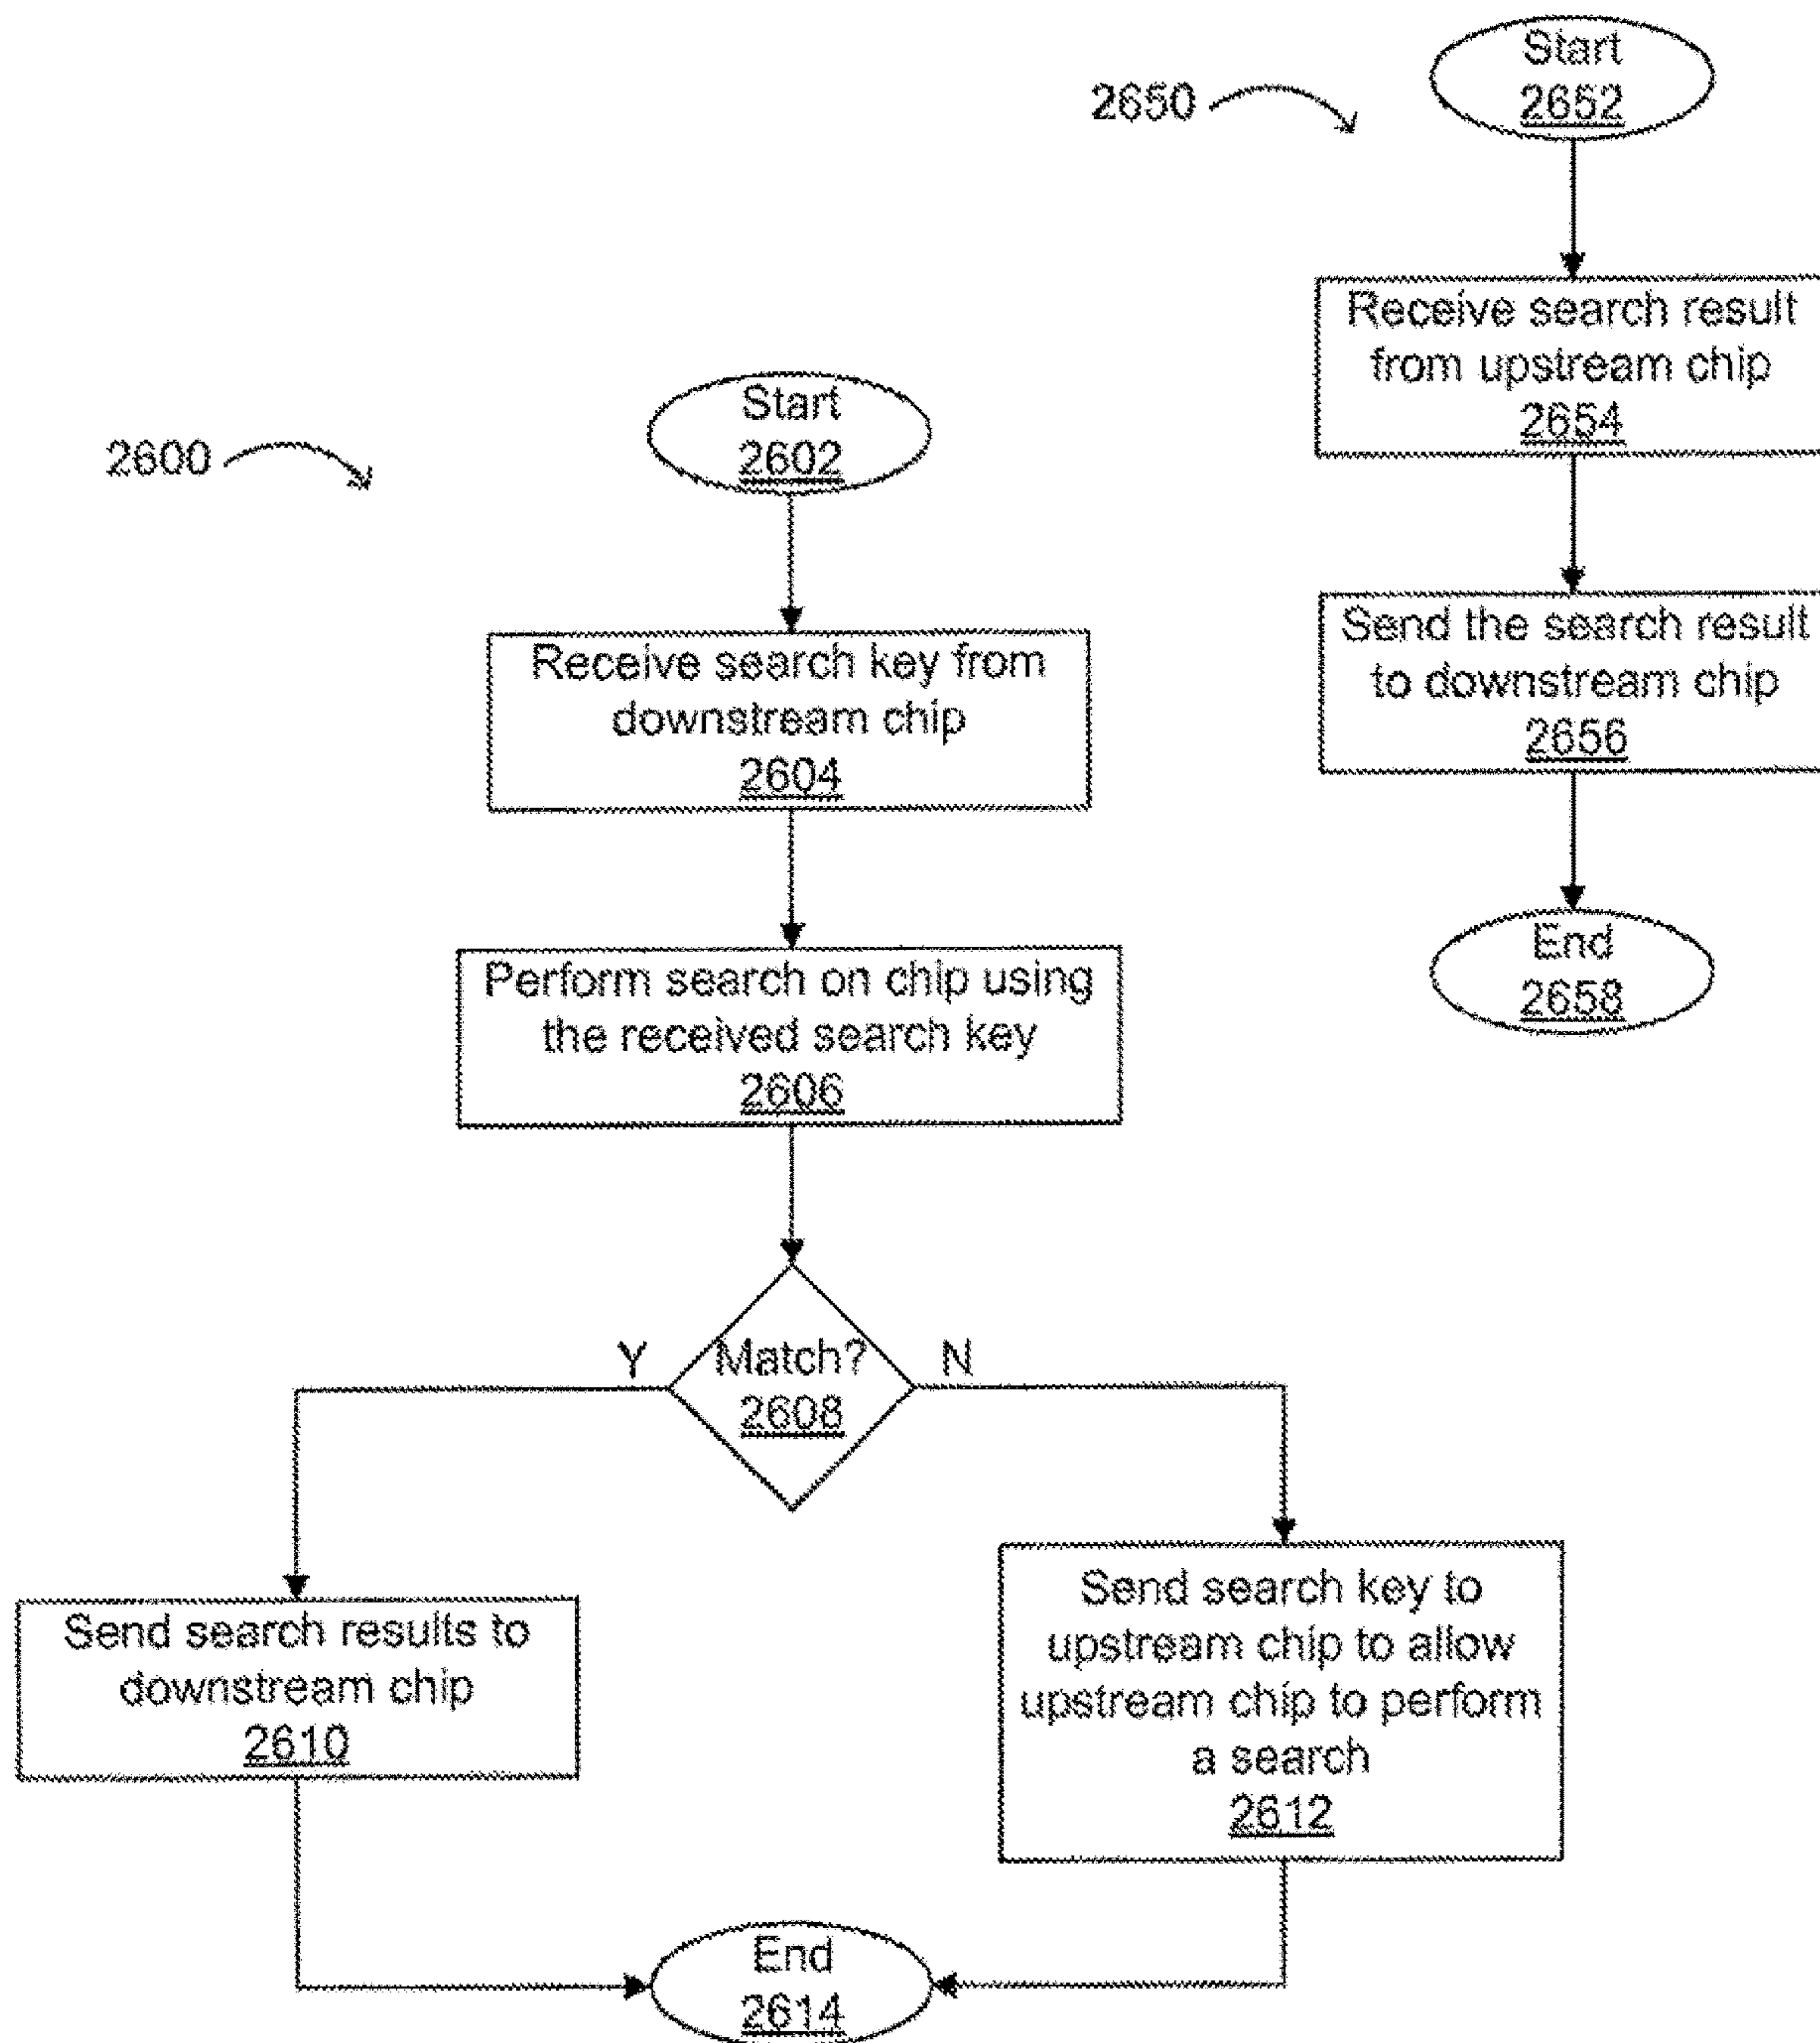 2650
Start
2652
Receive search result
from upstream chip
2654
Send the search result
to downstream chip
2656
End
2658
2600
Start
2602
Receive search key from
downstream chip
2604
Perform search on chip using
the received search key
2606
Match?
2608
Y
N
Send search results to
downstream chip
2610
Send search key to
upstream chip to allow
upstream chip to perform
a search
2612
End
2614